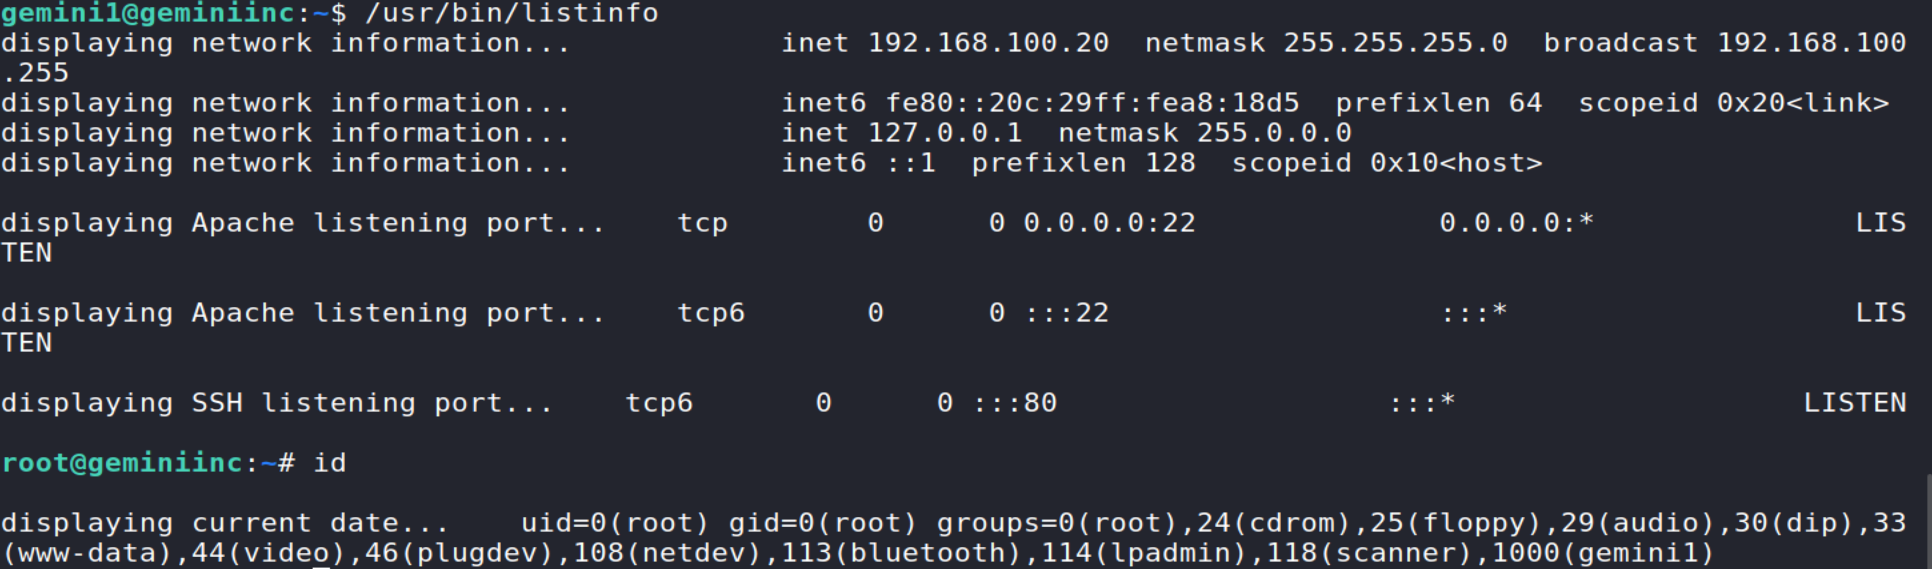 gemini1@geminiinc:~$ /usr/bin/listinfo
displaying network information...            inet 192.168.100.20  netmask 255.255.255.0  broadcast 192.168.100
.255
displaying network information...            inet6 fe80::20c:29ff:fea8:18d5  prefixlen 64  scopeid 0x20<link>
displaying network information...            inet 127.0.0.1  netmask 255.0.0.0
displaying network information...            inet6 ::1  prefixlen 128  scopeid 0x10<host>
displaying Apache listening port...    tcp        0      0 0.0.0.0:22              0.0.0.0:*               LIS
TEN
displaying Apache listening port...    tcp6       0      0 :::22                   :::*                    LIS
TEN
displaying SSH listening port...    tcp6       0      0 :::80                   :::*                    LISTEN
root@geminiinc:~# id
displaying current date...    uid=0(root) gid=0(root) groups=0(root),24(cdrom),25(floppy),29(audio),30(dip),33
(www-data),44(video),46(plugdev),108(netdev),113(bluetooth),114(lpadmin),118(scanner),1000(gemini1)